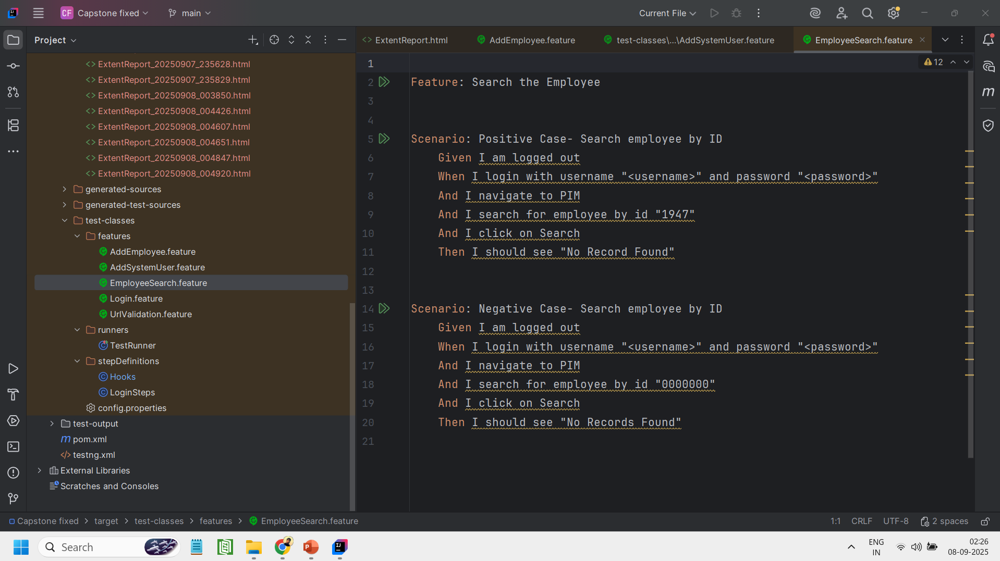 CF Capstone fixed
main
Current File
Project
ExtentReport.html
AddEmployee.feature
test-classes\...\AddSystemUser.feature
EmployeeSearch.feature
ExtentReport_20250907_235628.html
ExtentReport_20250907_235829.html
ExtentReport_20250908_003850.html
ExtentReport_20250908_004426.html
ExtentReport_20250908_004607.html
ExtentReport_20250908_004651.html
ExtentReport_20250908_004847.html
ExtentReport_20250908_004920.html
generated-sources
generated-test-sources
test-classes
features
AddEmployee.feature
AddSystemUser.feature
EmployeeSearch.feature
Login.feature
UrlValidation.feature
runners
TestRunner
stepDefinitions
Hooks
LoginSteps
config.properties
test-output
m pom.xml
testng.xml
External Libraries
Scratches and Consoles
12
1
2 Feature: Search the Employee
3
4
5 Scenario: Positive Case- Search employee by ID
6 Given I am logged out
7 When I login with username "<username>" and password "<password>"
8 And I navigate to PIM
9 And I search for employee by id "1947"
10 And I click on Search
11 Then I should see "No Record Found"
12
13
14 Scenario: Negative Case- Search employee by ID
15 Given I am logged out
16 When I login with username "<username>" and password "<password>"
17 And I navigate to PIM
18 And I search for employee by id "0000000"
19 And I click on Search
20 Then I should see "No Records Found"
21
m
Capstone fixed > target > test-classes > features > EmployeeSearch.feature
1:1 CRLF UTF-8 2 spaces
Search
ENG
IN
02:26
08-09-2025